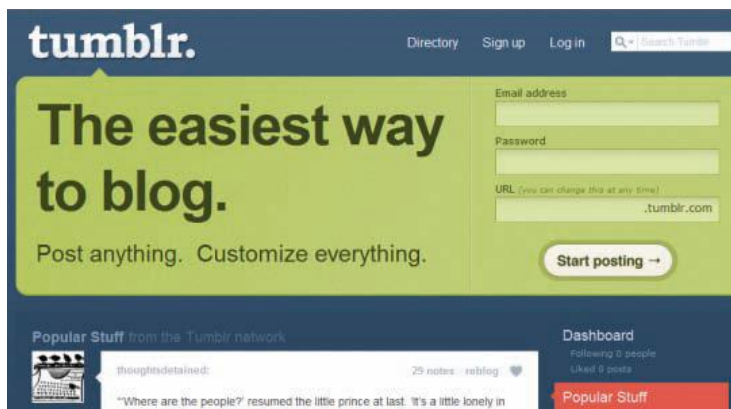 tumblr.
Directory Sign up Log in Search Tumblr
The easiest way
to blog.
Post anything. Customize everything.
Email address
Password
URL (you can change this at any time)
.tumblr.com
Start posting →
Popular Stuff from the Tumblr network
thoughtsdetained: 29 notes reblog
"'Where are the people?' resumed the little prince at last. 'It's a little lonely in
Dashboard
Following 0 people
Liked 0 posts
Popular Stuff